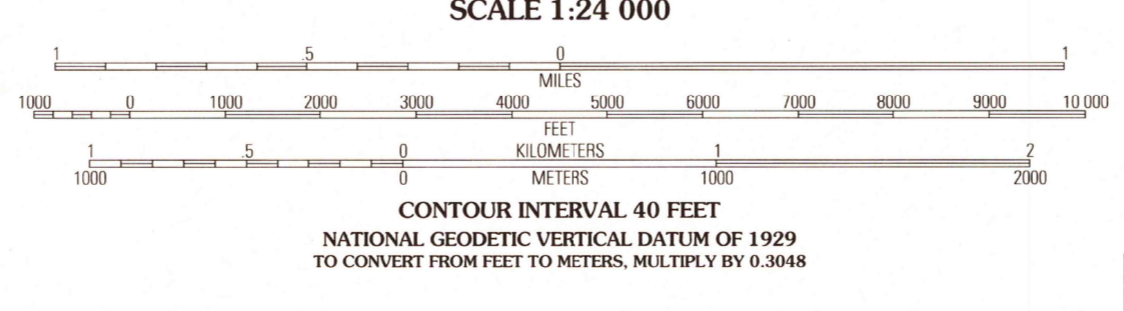 SCALE 1:24 000
1 .5 0 1
MILES
1000 0 1000 2000 3000 4000 5000 6000 7000 8000 9000 10 000
FEET
1 .5 0 KILOMETERS 1 2
1000 0 METERS 1000 2000
CONTOUR INTERVAL 40 FEET
NATIONAL GEODETIC VERTICAL DATUM OF 1929
TO CONVERT FROM FEET TO METERS, MULTIPLY BY 0.3048